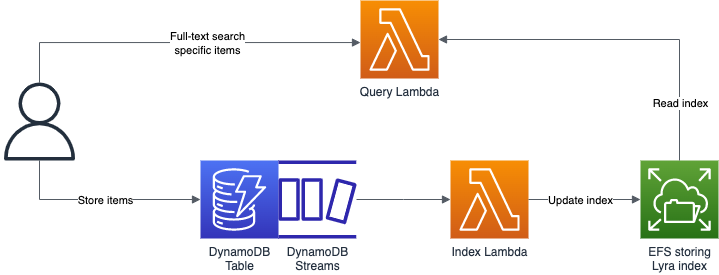 Full-text search
specific items
Query Lambda
Read index
Store items
Update index
DynamoDB
Table
DynamoDB
Streams
Index Lambda
EFS storing
Lyra index